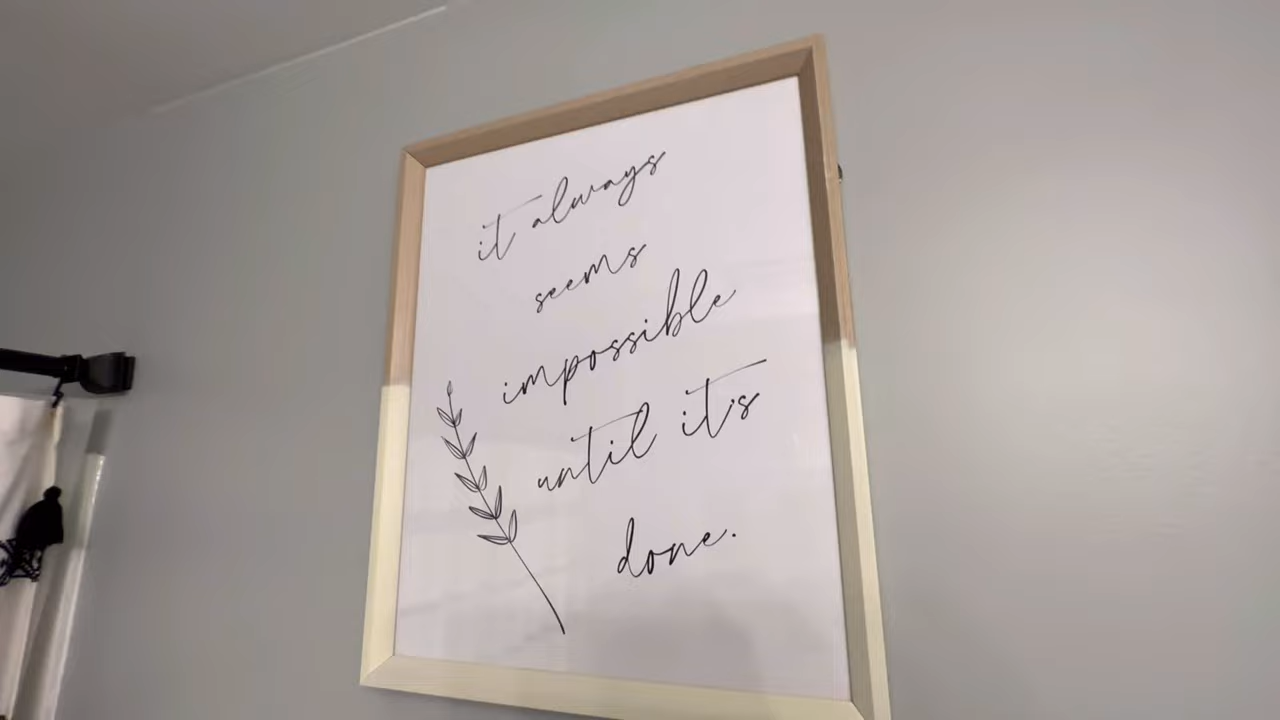 it always
seems
impossible
until it's
done.